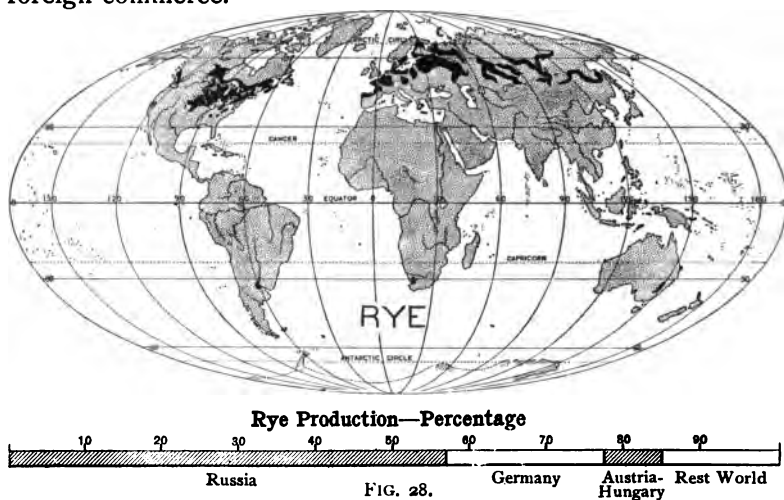 foreign commerce.
ARCTIC CIRCLE
CANCER
150 120 90 60 30 0 30 60 90 120 150 180
EQUATOR
CAPRICORN
RYE
ANTARCTIC CIRCLE
Rye Production—Percentage
10 20 30 40 50 60 70 80 90
Russia Germany Austria- Rest World
FIG. 28. Hungary